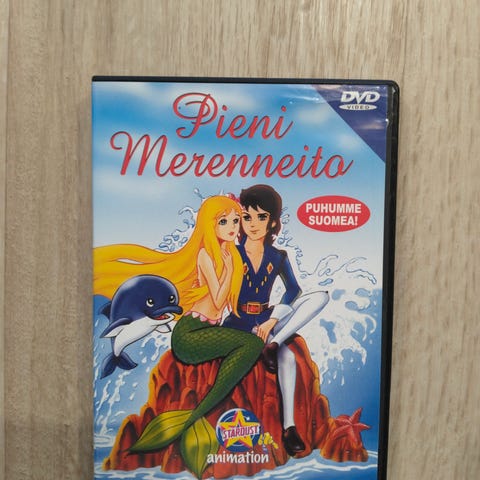 DVD
VIDEO
Pieni
Merenneito
PUHUMME
SUOMEA!
STARDUST
animation